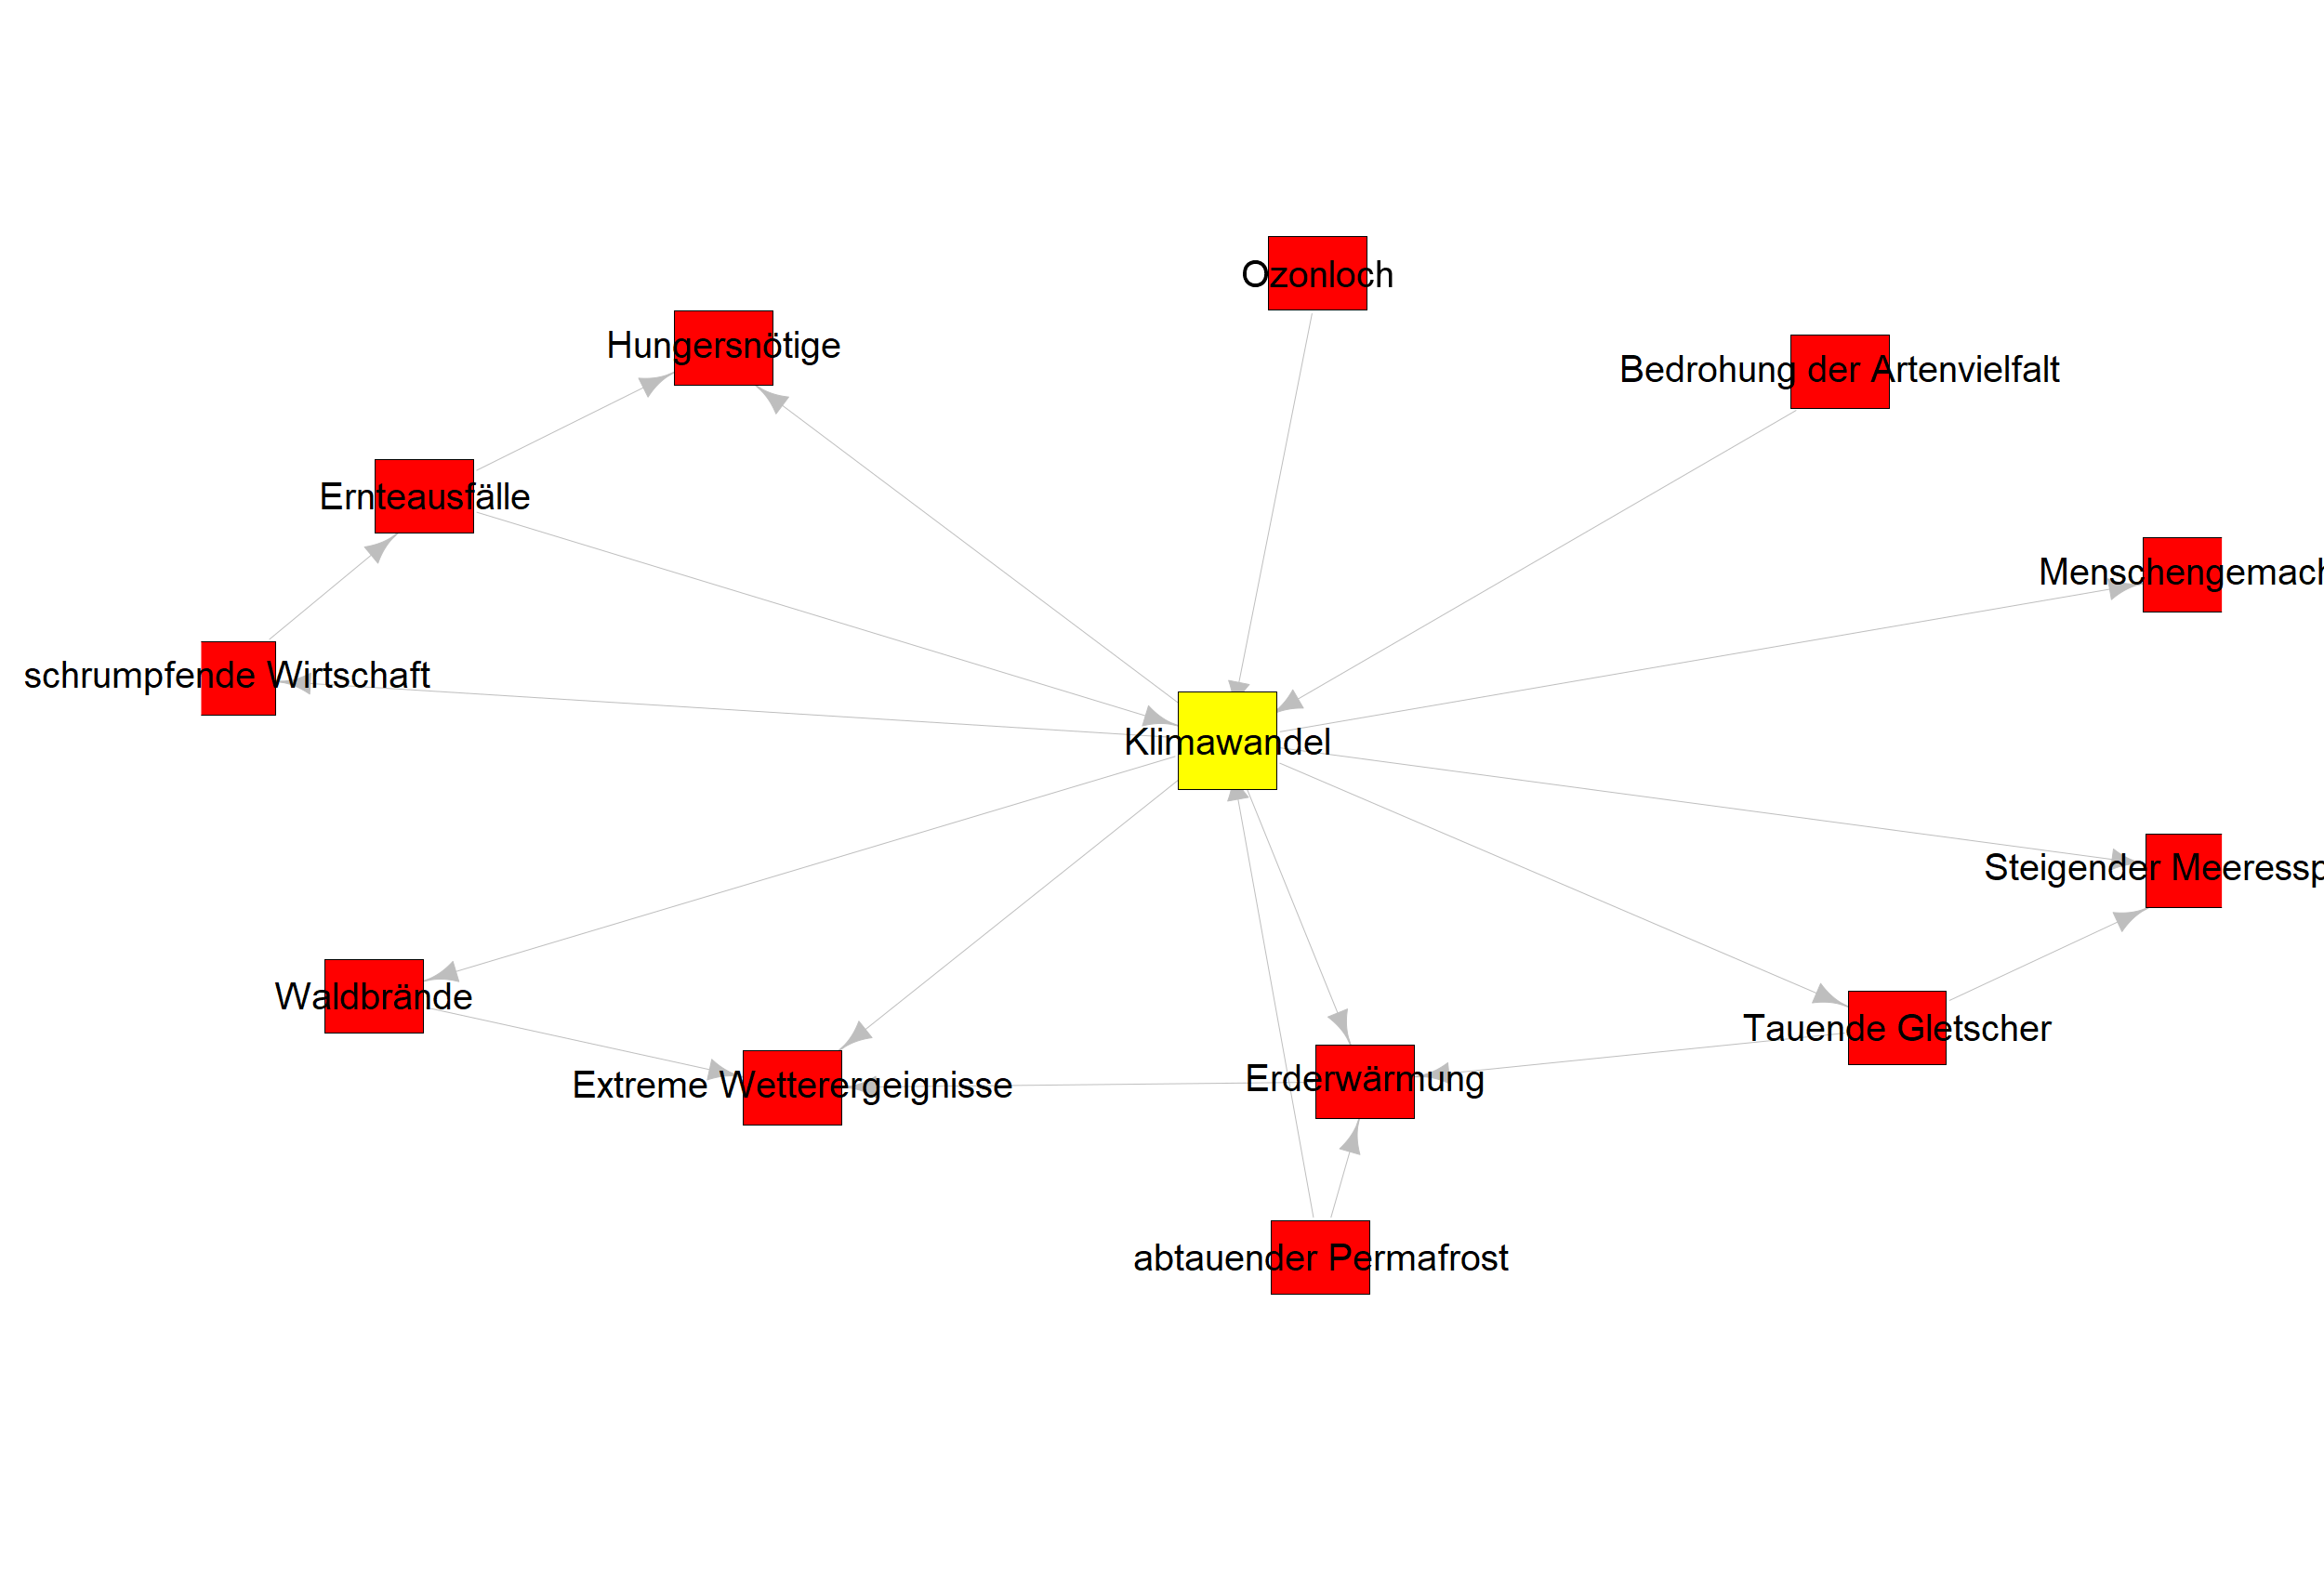 Ozonloch
Hungersnötige
Bedrohung der Artenvielfalt
Ernteausfälle
Menschengemach
schrumpfende Wirtschaft
Klimawandel
Steigender Meeressp
Waldbrände
Tauende Gletscher
Extreme Wetterergeignisse
Erderwärmung
abtauender Permafrost